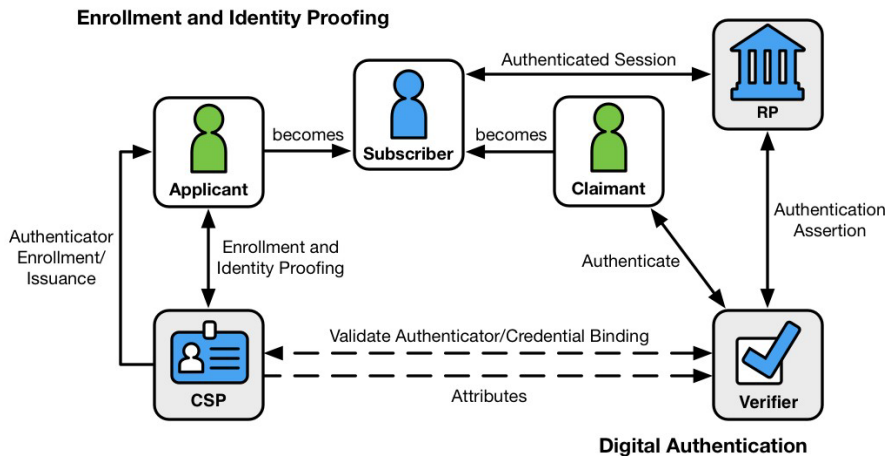 Enrollment and Identity Proofing
Authenticated Session
RP
becomes
Subscriber
becomes
Applicant
Claimant
Authenticator
Enrollment/
Issuance
Enrollment and
Identity Proofing
Authenticate
Authentication
Assertion
Validate Authenticator/Credential Binding
CSP
Attributes
Verifier
Digital Authentication